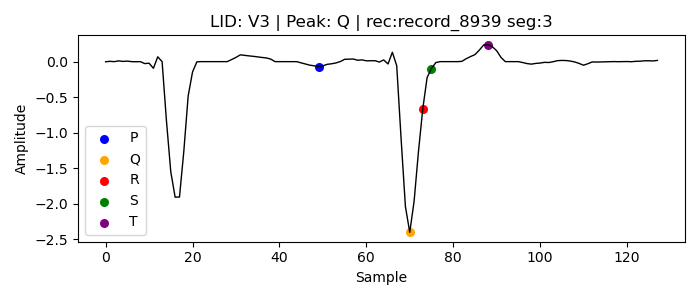 LID: V3 | Peak: Q | rec:record_8939 seg:3
Amplitude
0.0
−0.5
−1.0
−1.5
−2.0
−2.5
P
Q
R
S
T
0 20 40 60 80 100 120
Sample